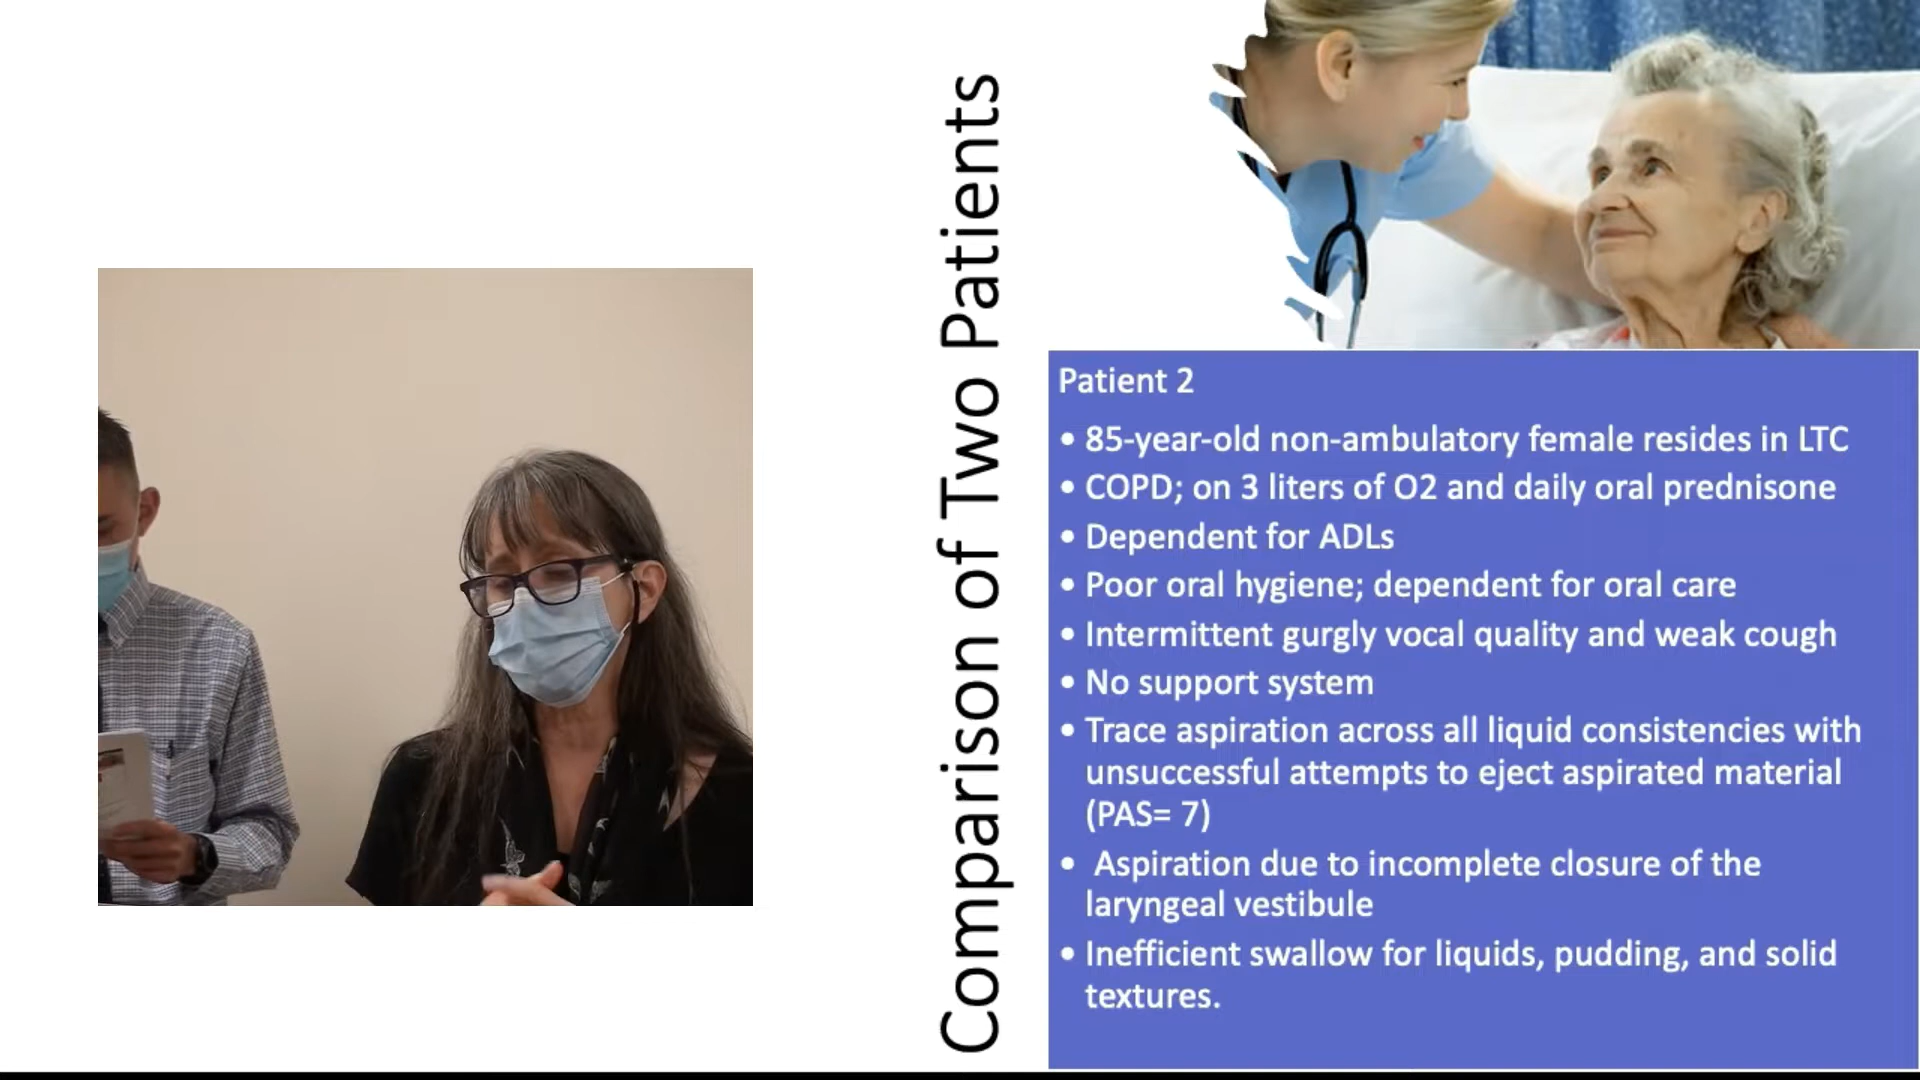 Comparison of Two Patients
Patient 2
• 85-year-old non-ambulatory female resides in LTC
• COPD; on 3 liters of O2 and daily oral prednisone
• Dependent for ADLs
• Poor oral hygiene; dependent for oral care
• Intermittent gurgly vocal quality and weak cough
• No support system
• Trace aspiration across all liquid consistencies with
unsuccessful attempts to eject aspirated material
(PAS= 7)
• Aspiration due to incomplete closure of the
laryngeal vestibule
• Inefficient swallow for liquids, pudding, and solid
textures.